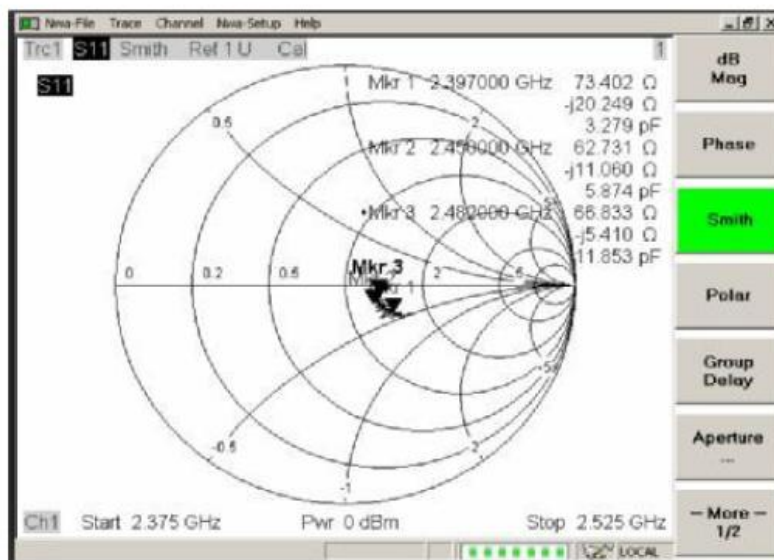 Nwa-File Trace Channel Nwa-Setup Help
Trc1 S11 Smith Ref 1 U Cal 1
S11
Mkr 1 2.397000 GHz 73.402 Ω
-j20.249 Ω
3.279 pF
Mkr 2 2.450000 GHz 62.731 Ω
-j11.060 Ω
5.874 pF
•Mkr 3 2.482000 GHz 66.833 Ω
-j5.410 Ω
11.853 pF
0.5
2
Mkr 3
0
0.2
0.5
2
5
-0.5
-1
-2
Ch1 Start 2.375 GHz Pwr 0 dBm Stop 2.525 GHz
LOCAL
dB
Mag
Phase
Smith
Polar
Group
Delay
Aperture
...
— More —
1/2